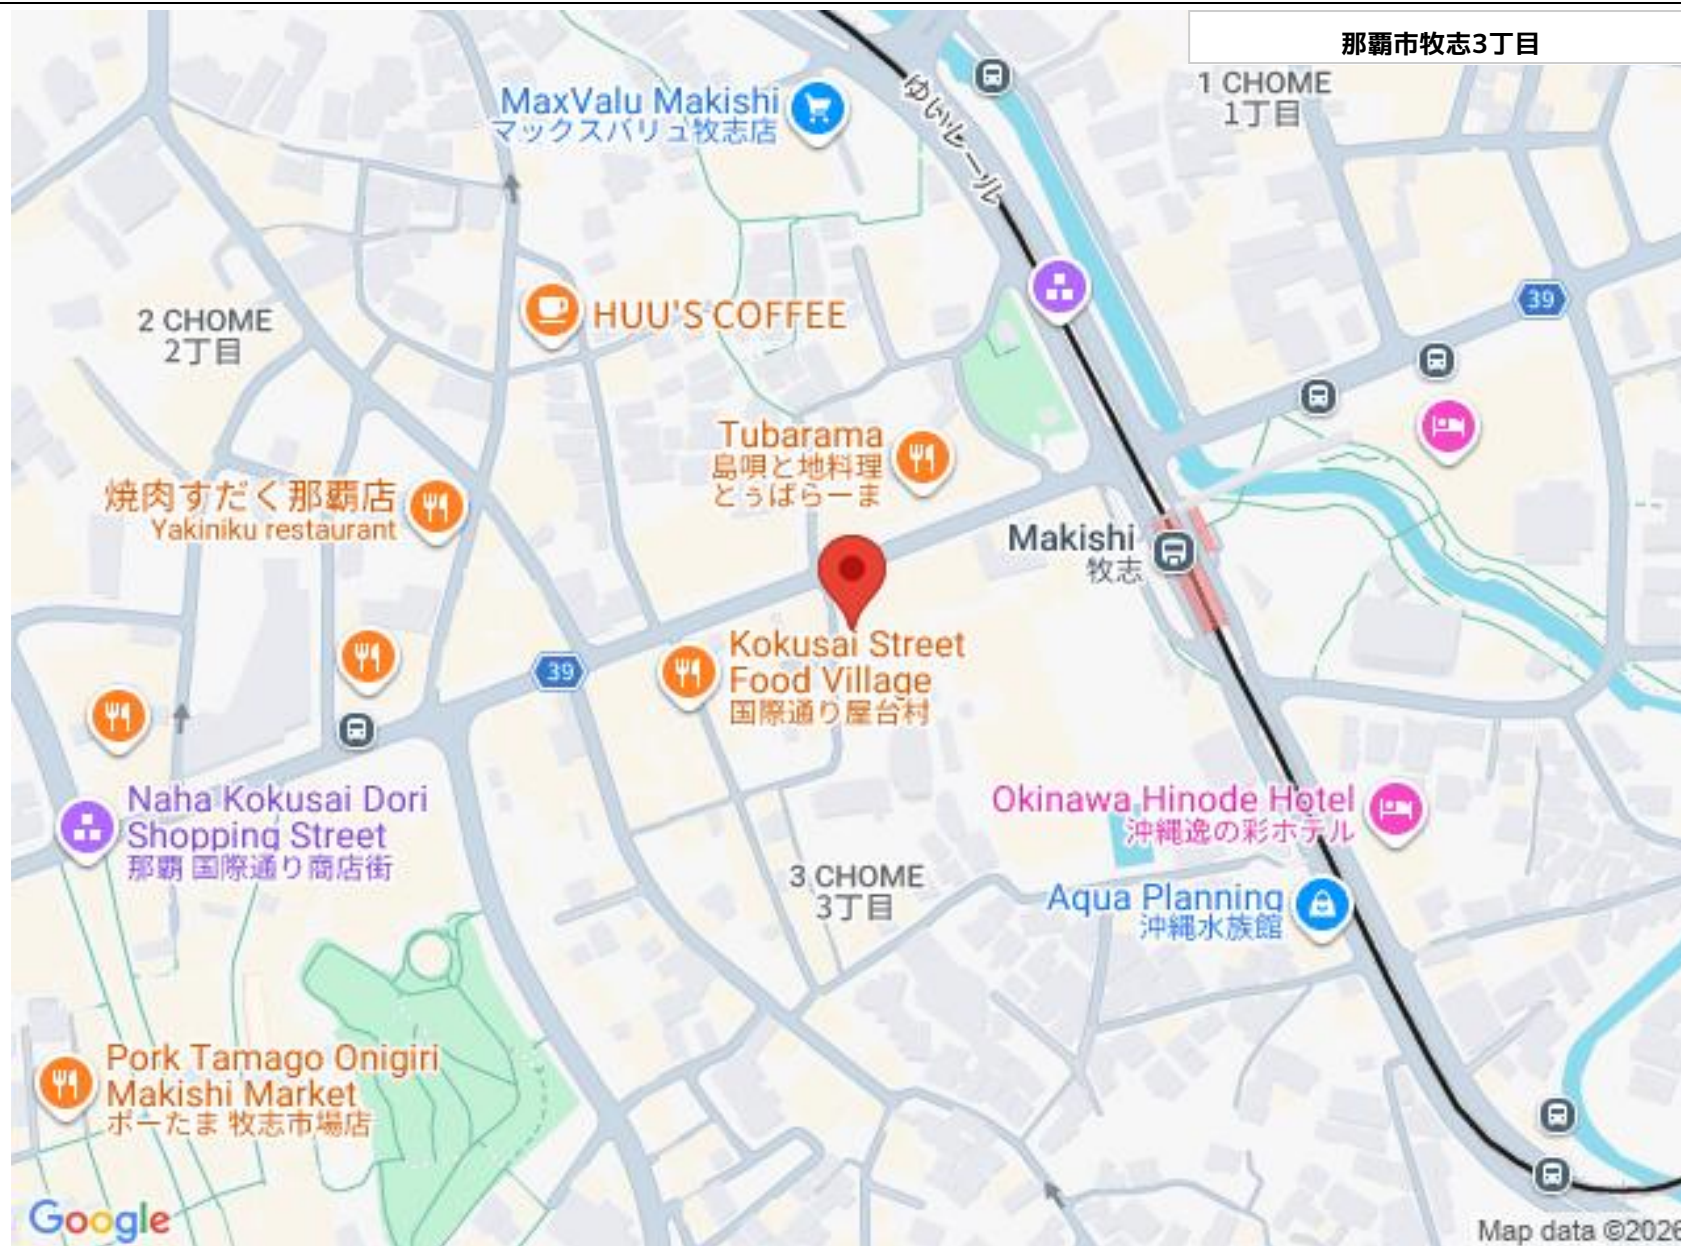 那覇市牧志3丁目
1 CHOME
1丁目
MaxValu Makishi
マックスバリュ牧志店
ゆいレール
39
2 CHOME
2丁目
HUU'S COFFEE
Tubarama
島唄と地料理
とぅばらーま
焼肉すだく那覇店
Yakiniku restaurant
Makishi
牧志
Kokusai Street
Food Village
国際通り屋台村
39
Naha Kokusai Dori
Shopping Street
那覇 国際通り商店街
Okinawa Hinode Hotel
沖縄逸の彩ホテル
3 CHOME
3丁目
Aqua Planning
沖縄水族館
Pork Tamago Onigiri
Makishi Market
ポーたま 牧志市場店
Google
Map data ©2026